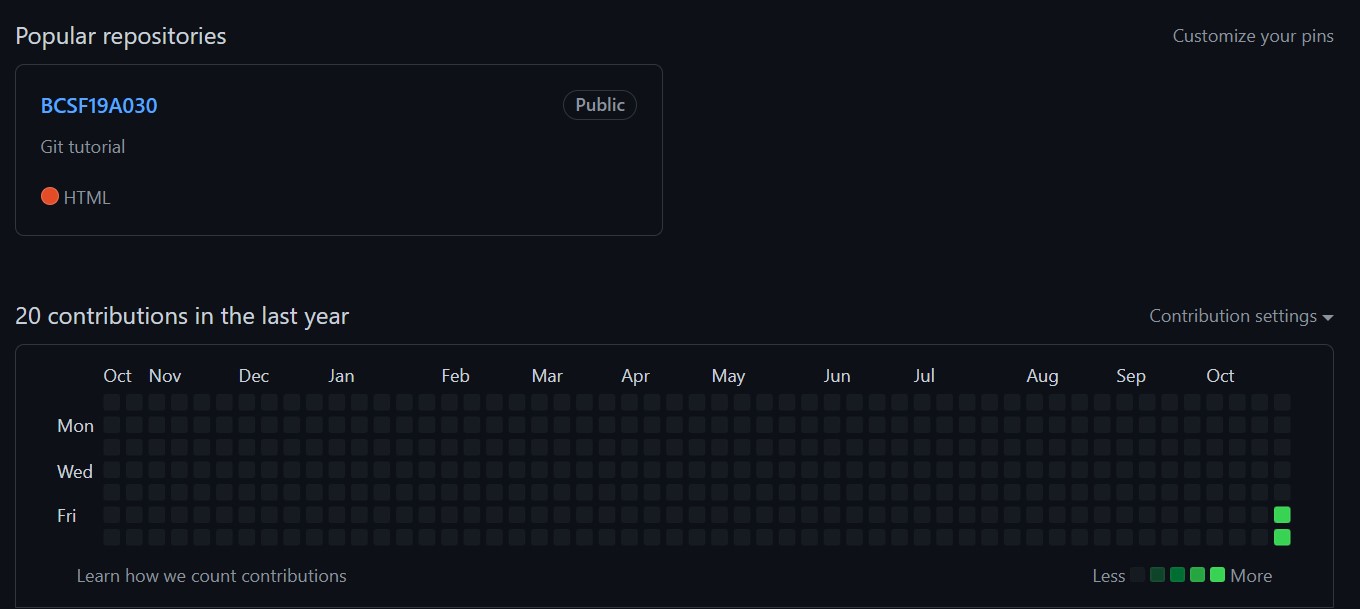 Popular repositories
Customize your pins
BCSF19A030
Public
Git tutorial
HTML
20 contributions in the last year
Contribution settings
Oct Nov Dec Jan Feb Mar Apr May Jun Jul Aug Sep Oct
Mon
Wed
Fri
Learn how we count contributions
Less More